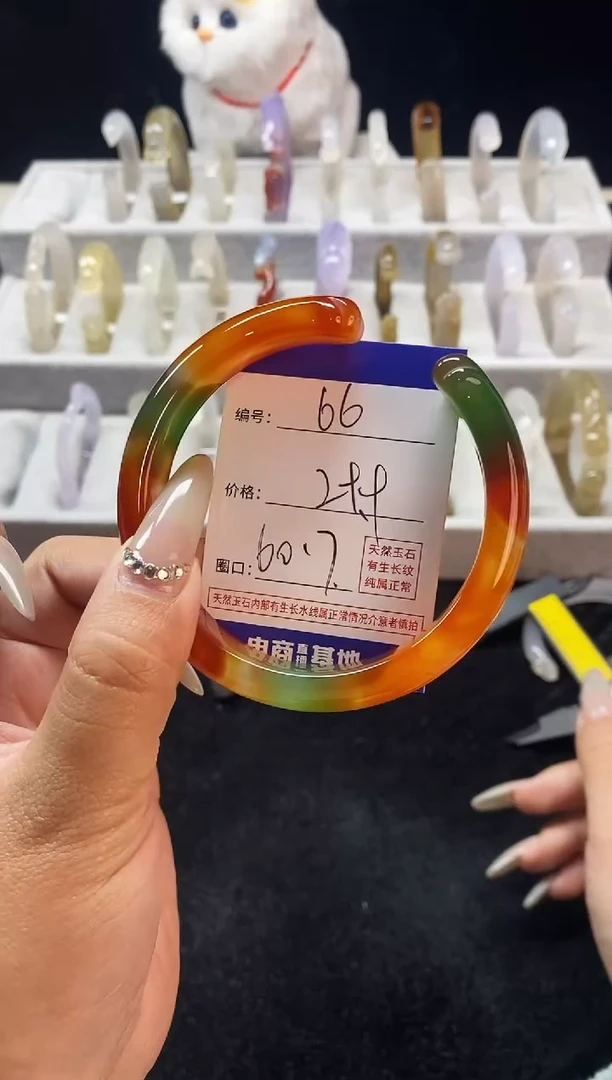 编号: 66
价格:
圈口: 60.7
天然玉石
有生长纹
纯属正常
天然玉石内部有生长水线属正常情况介意者慎拍
电商直播基地